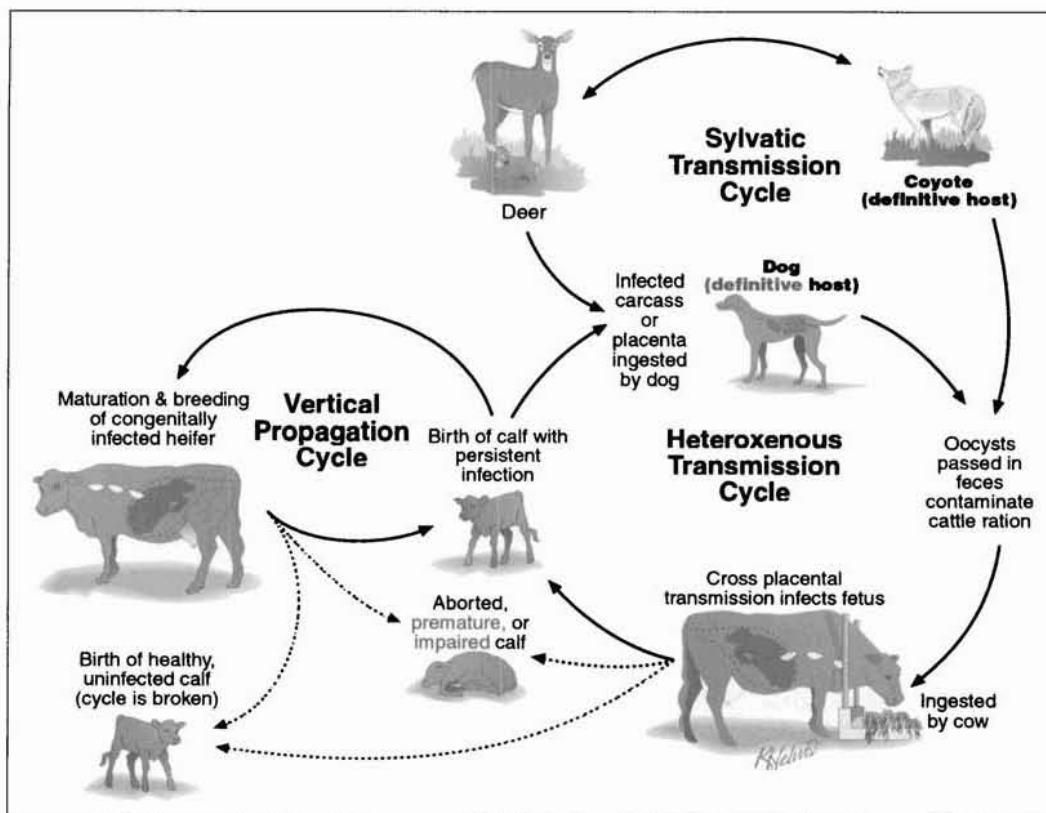 Sylvatic
Transmission
Cycle
Coyote
(definitive host)
Deer
Infected
carcass
or
placenta
ingested
by dog
Dog
(definitive host)
Maturation & breeding
of congenitally
infected heifer
Vertical
Propagation
Cycle
Birth of calf with
persistent
infection
Heteroxenous
Transmission
Cycle
Oocysts
passed in
feces
contaminate
cattle ration
Cross placental
transmission infects fetus
Aborted,
premature, or
impaired calf
Birth of healthy,
uninfected calf
(cycle is broken)
Ingested
by cow